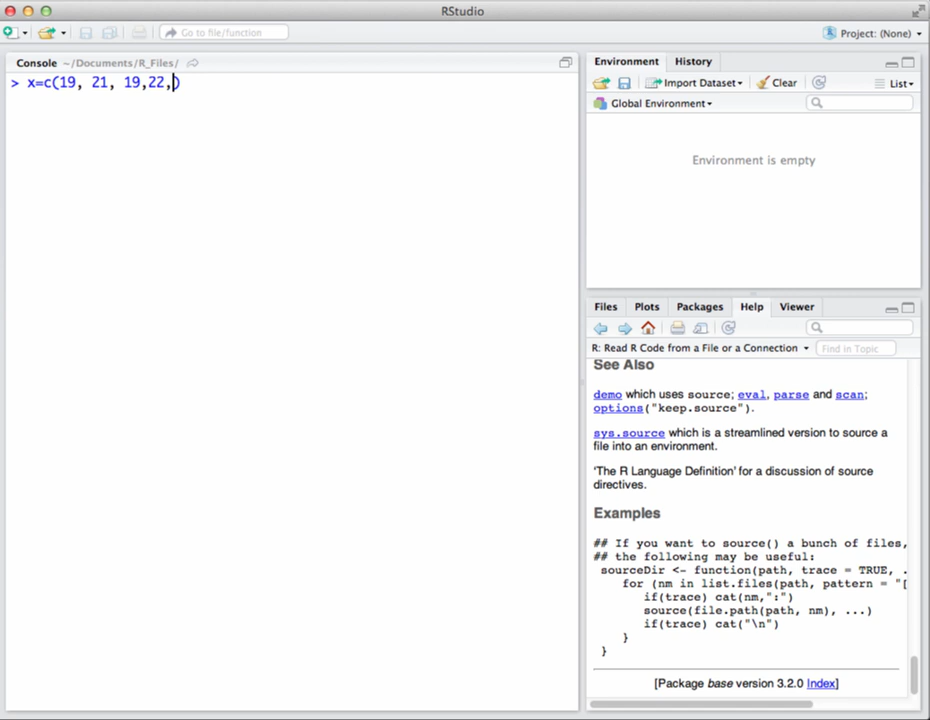 RStudio
Go to file/function
Project: (None)
Console ~/Documents/R_Files/
> x=c(19, 21, 19,22,)
Environment History
Import Dataset Clear List
Global Environment
Environment is empty
Files Plots Packages Help Viewer
R: Read R Code from a File or a Connection Find in Topic
See Also
demo which uses source; eval, parse and scan;
options("keep.source").
sys.source which is a streamlined version to source a
file into an environment.
'The R Language Definition' for a discussion of source
directives.
Examples
## If you want to source() a bunch of files,
## the following may be useful:
sourceDir <- function(path, trace = TRUE, .
for (nm in list.files(path, pattern = "[
if(trace) cat(nm,":")
source(file.path(path, nm), ...)
if(trace) cat("\n")
}
}
[Package base version 3.2.0 Index]